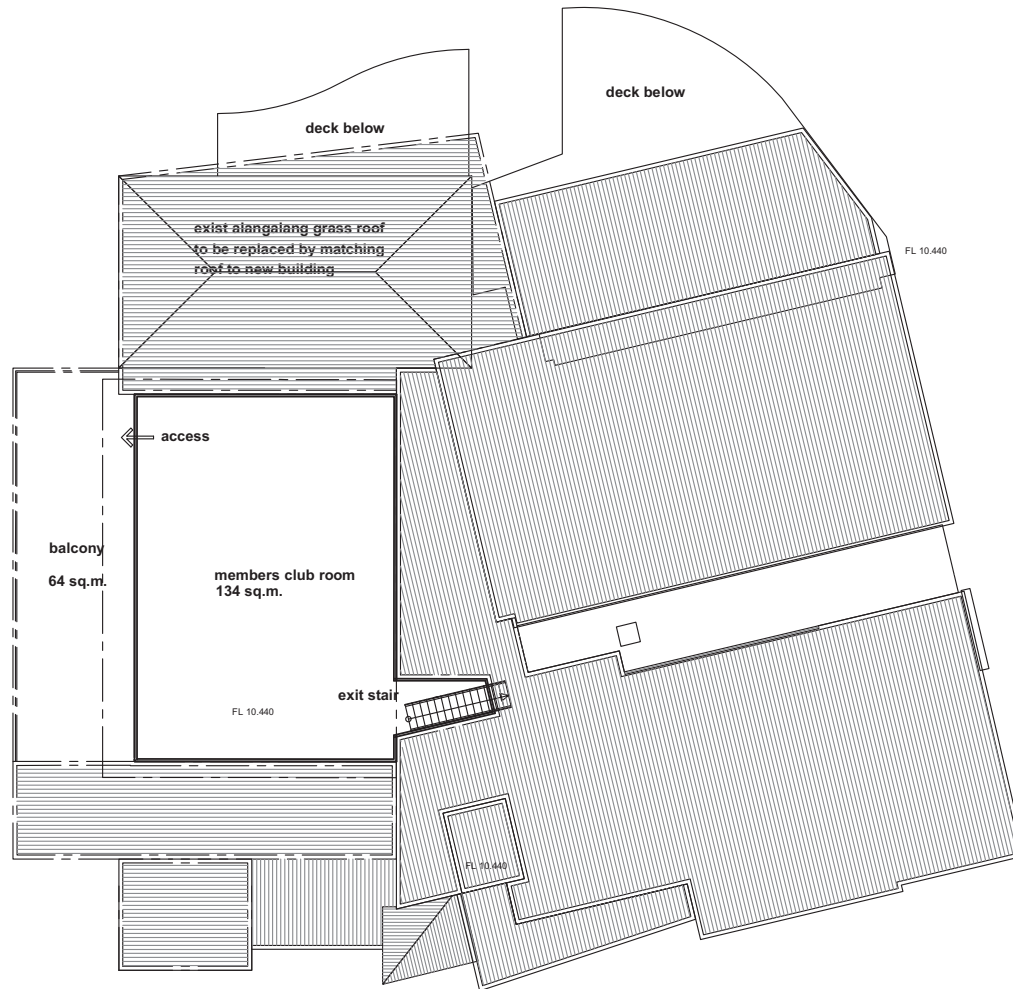 deck below
deck below
exist alangalang grass roof
to be replaced by matching
roof to new building
FL 10.440
access
balcony
64 sq.m.
members club room
134 sq.m.
exit stair
FL 10.440
FL 10.440